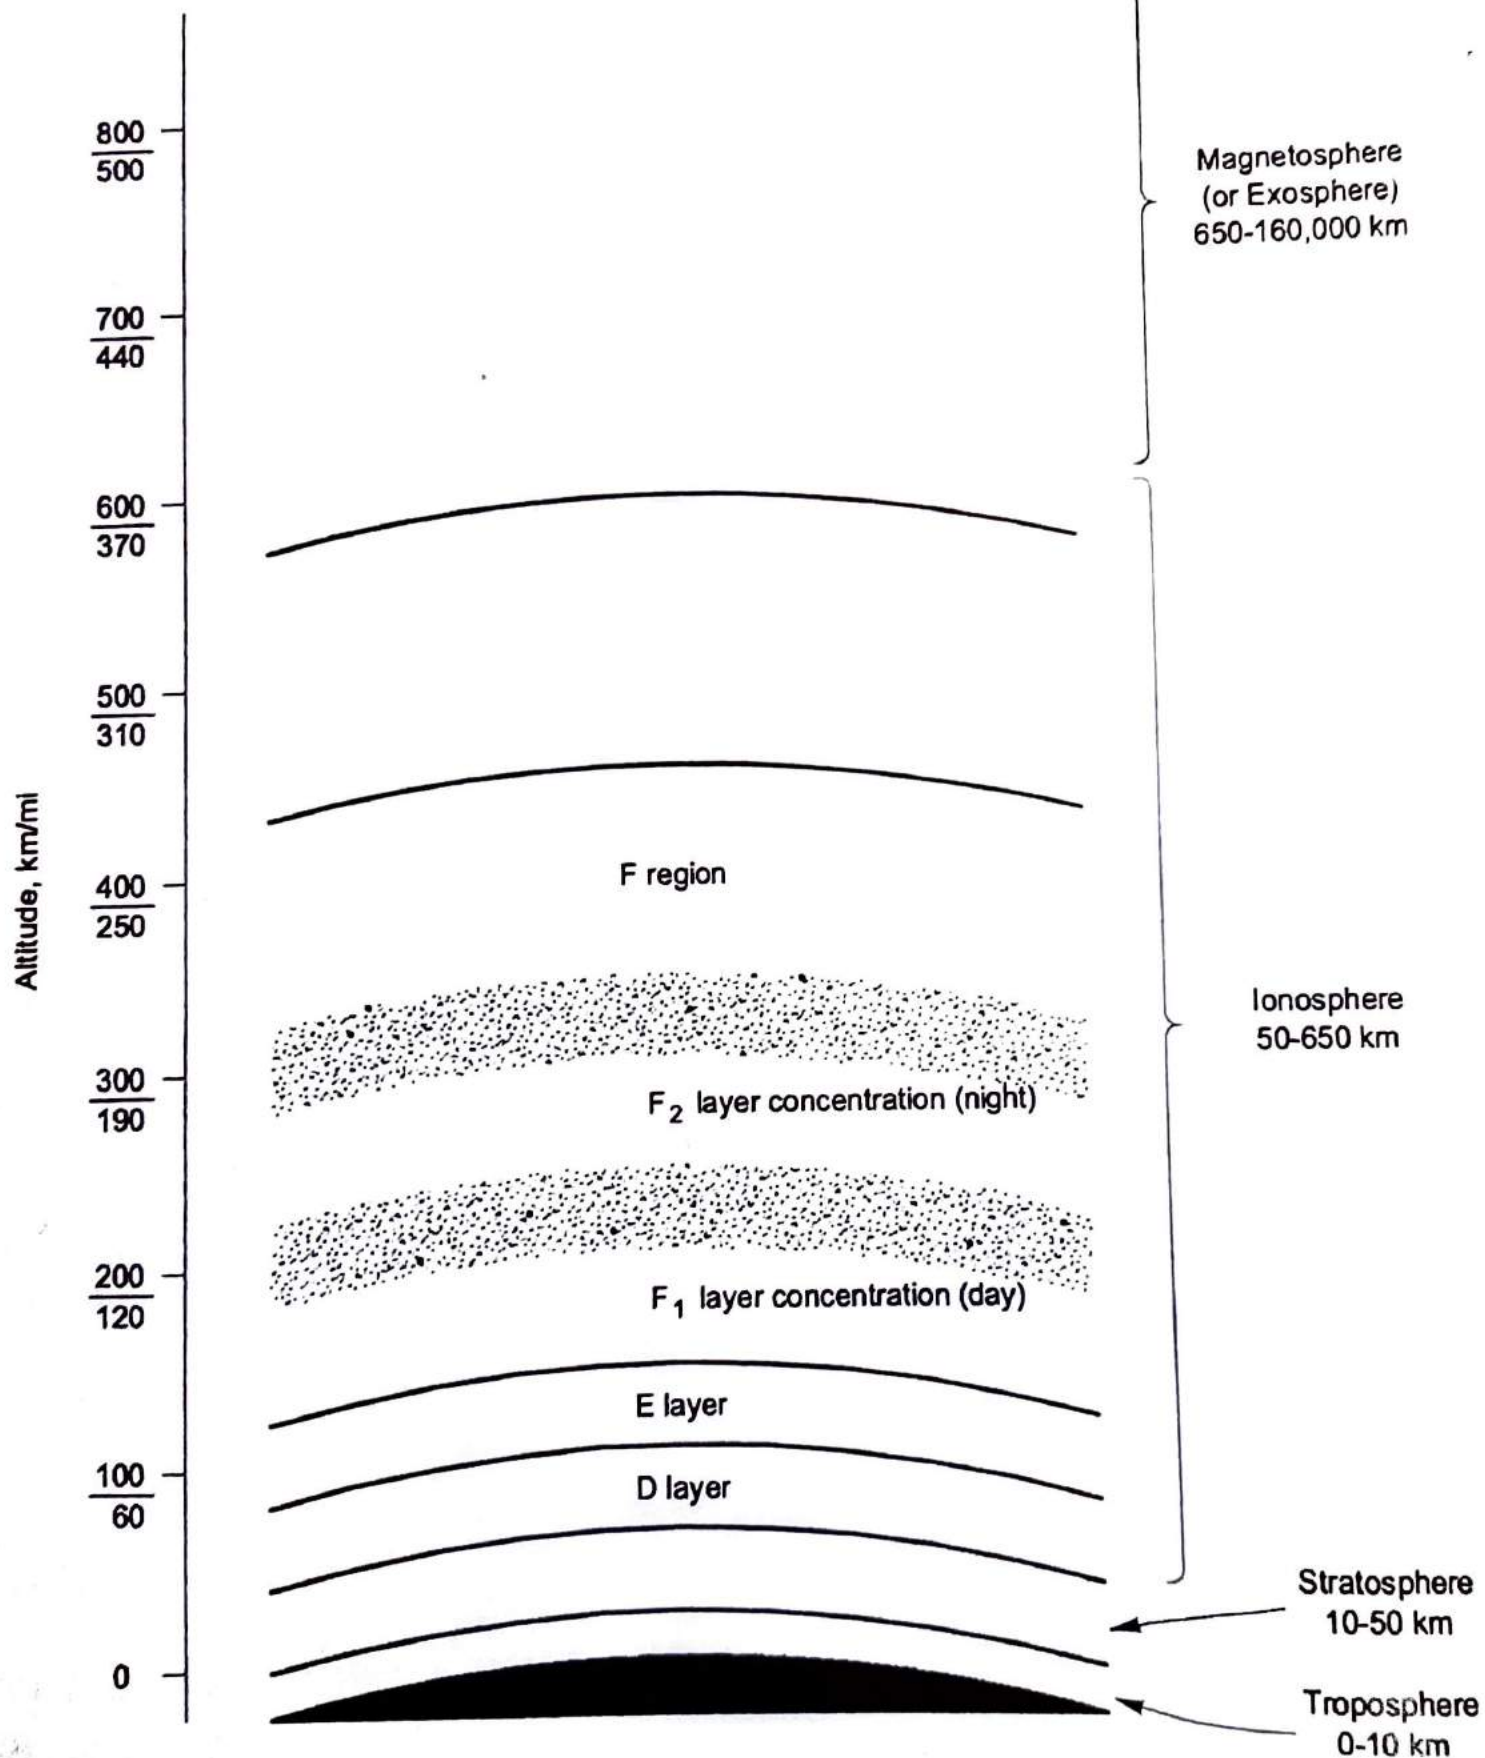 800
500
Magnetosphere
(or Exosphere)
650-160,000 km
700
440
600
370
500
310
Altitude, km/mi
F region
400
250
Ionosphere
50-650 km
300
190
F2 layer concentration (night)
200
120
F1 layer concentration (day)
E layer
100
60
D layer
Stratosphere
10-50 km
0
Troposphere
0-10 km